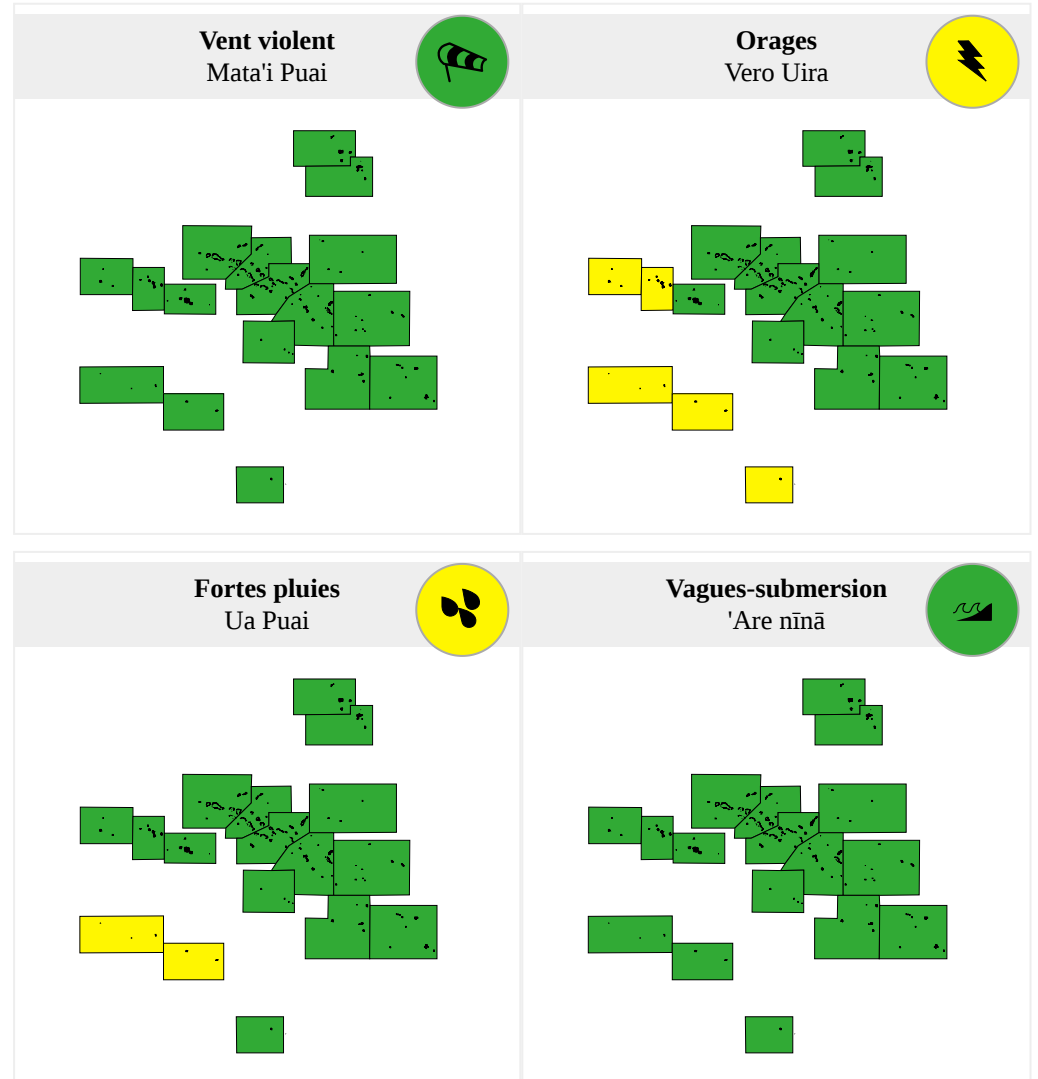 Vent violent
Mata'i Puai
Orages
Vero Uira
Fortes pluies
Ua Puai
Vagues-submersion
'Are nīnā